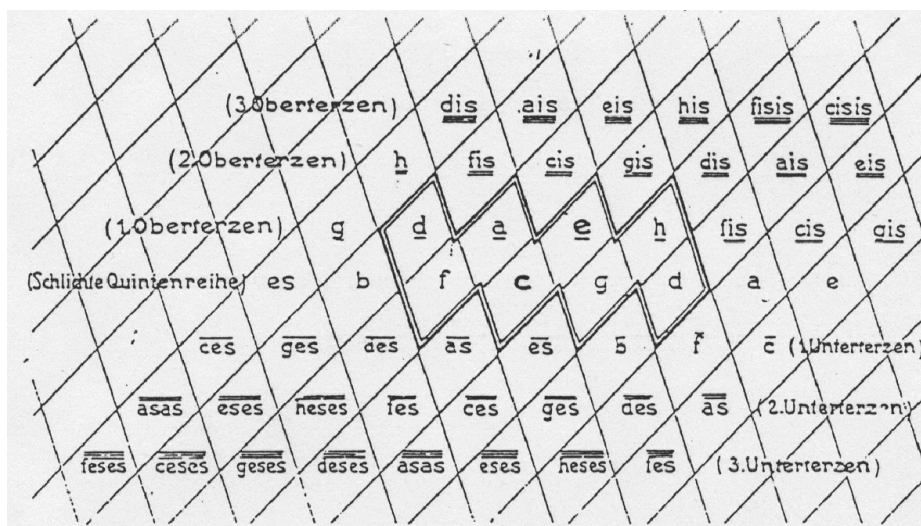 (3.Oberterzen) dis ais eis his fisis cisis
(2.Oberterzen) h fis cis gis dis ais eis
(1.Oberterzen) g d a e h fis cis gis
(Schlichte Quintenreihe) es b f c g d a e
ces ges des as es b f c (1.Unterterzen)
asas eses heses fes ces ges des as (2.Unterterzen)
feses ceses geses deses asas eses heses fes (3.Unterterzen)